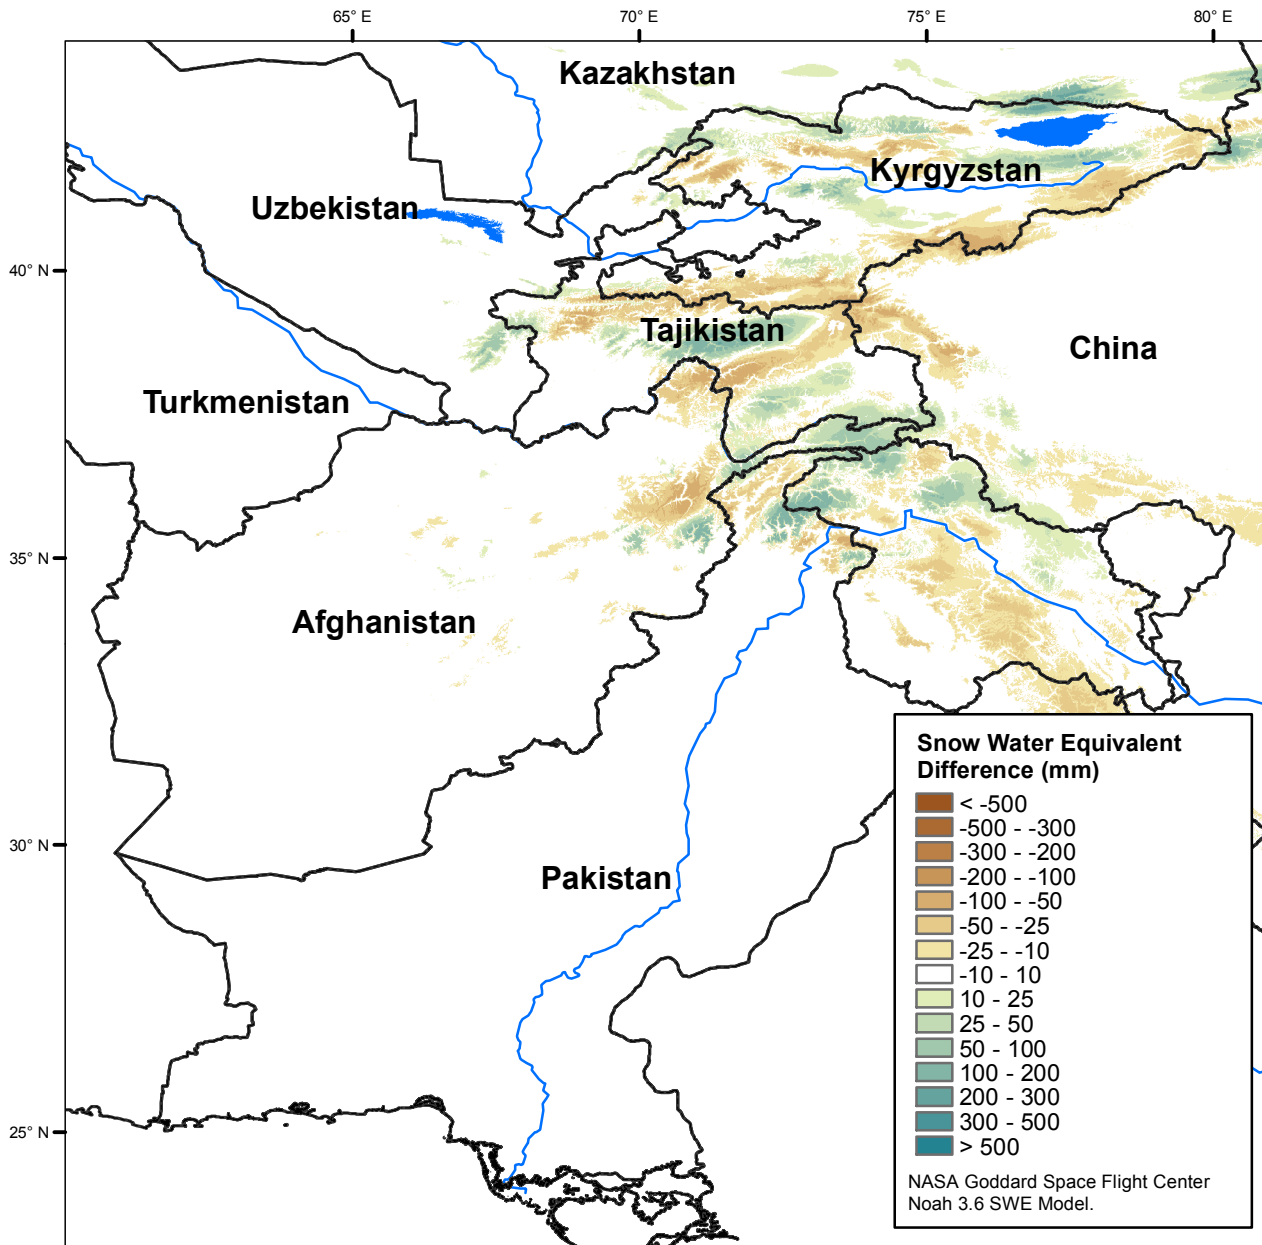 65° E
70° E
75° E
80° E
Kazakhstan
Kyrgyzstan
Uzbekistan
40° N
Tajikistan
China
Turkmenistan
35° N
Afghanistan
Snow Water Equivalent
Difference (mm)
< -500
-500 - -300
-300 - -200
-200 - -100
-100 - -50
-50 - -25
-25 - -10
-10 - 10
10 - 25
25 - 50
50 - 100
100 - 200
200 - 300
300 - 500
> 500
NASA Goddard Space Flight Center
Noah 3.6 SWE Model.
30° N
Pakistan
25° N